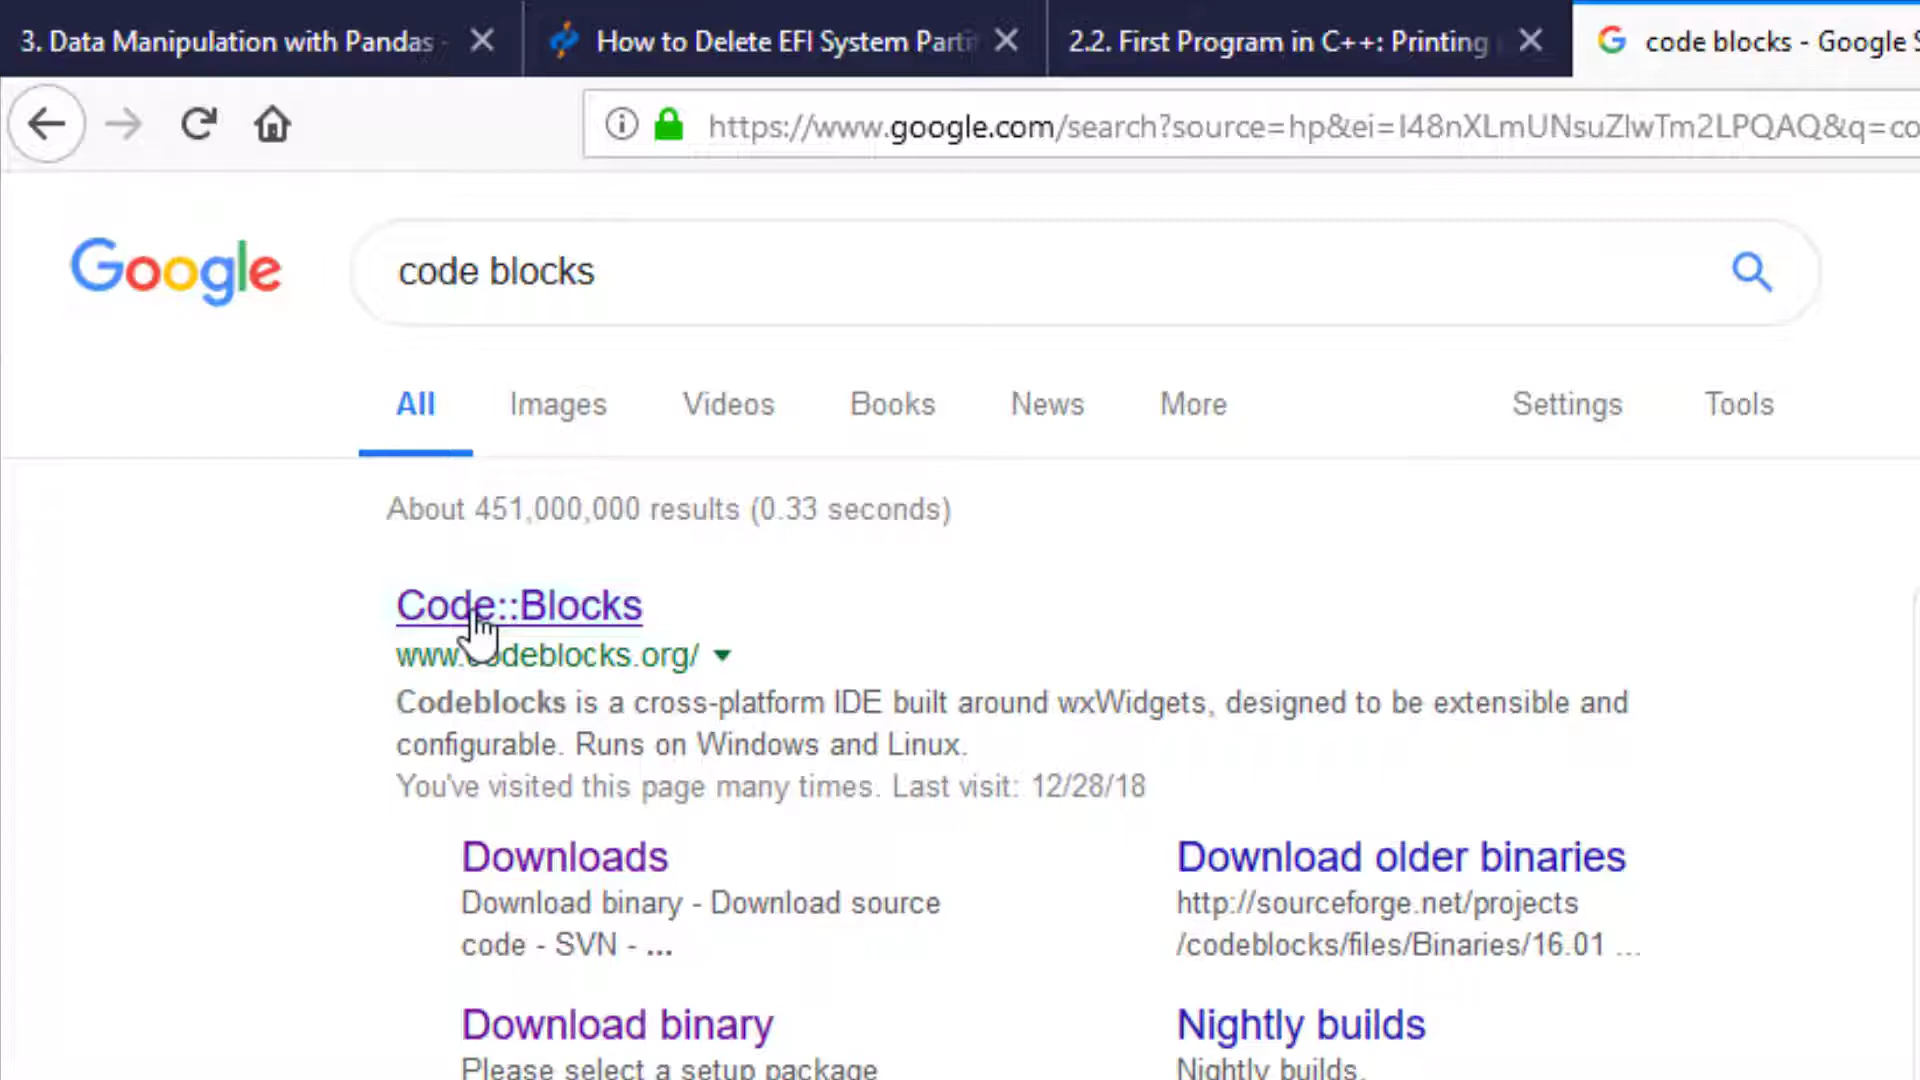 3. Data Manipulation with Pandas -
How to Delete EFI System Parti
2.2. First Program in C++: Printing
code blocks - Google S
https://www.google.com/search?source=hp&ei=I48nXLmUNsuZlwTm2LPQAQ&q=co
Google
code blocks
All
Images
Videos
Books
News
More
Settings
Tools
About 451,000,000 results (0.33 seconds)
Code::Blocks
www.codeblocks.org/
Codeblocks is a cross-platform IDE built around wxWidgets, designed to be extensible and
configurable. Runs on Windows and Linux.
You've visited this page many times. Last visit: 12/28/18
Downloads
Download binary - Download source
code - SVN - ...
Download older binaries
http://sourceforge.net/projects
/codeblocks/files/Binaries/16.01 ...
Download binary
Please select a setup package
Nightly builds
Nightly builds.